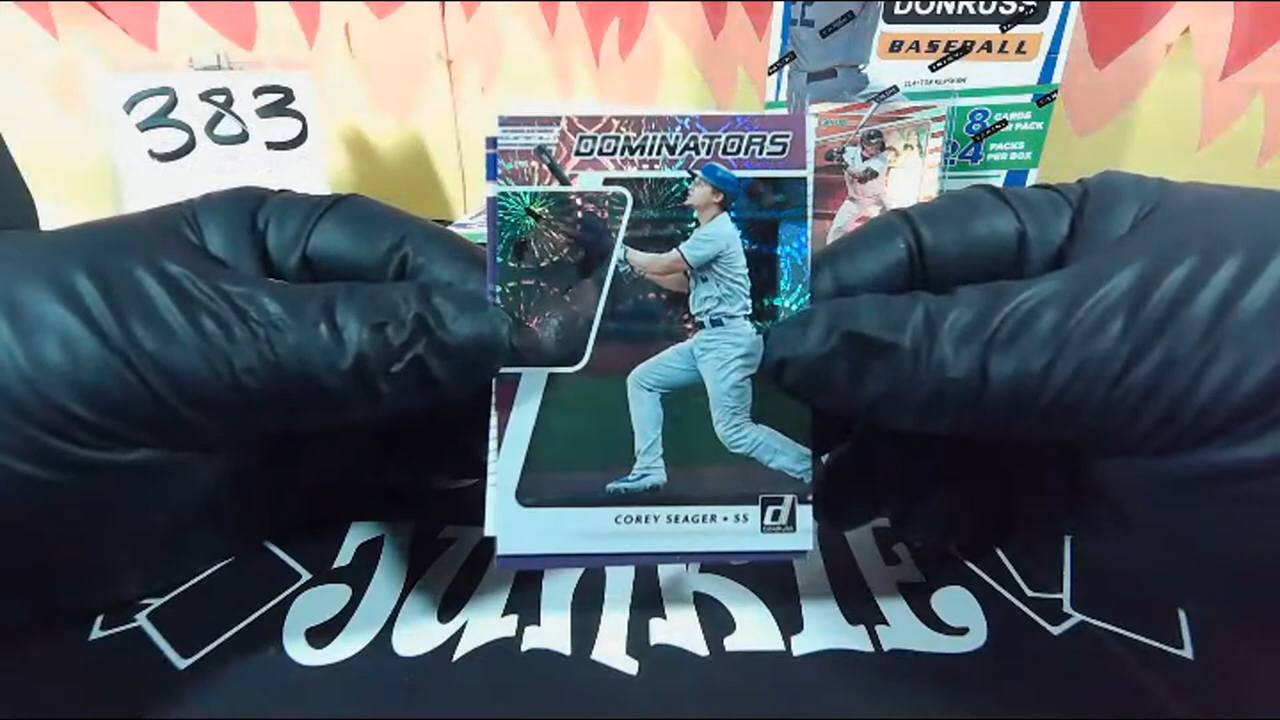 383
DONRUSS
BASEBALL
8 CARDS
PER PACK
24 PACKS
PER BOX
DOMINATORS
COREY SEAGER • SS
d
DONRUSS
JUNKIE